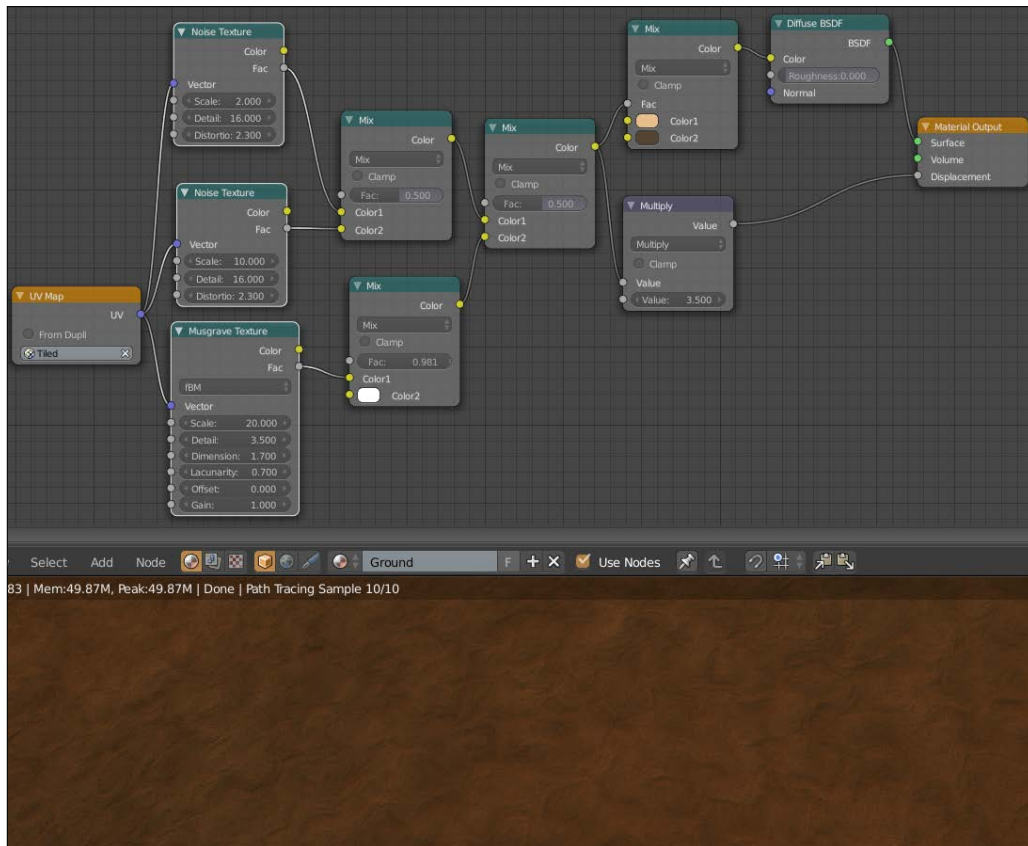 Noise Texture
Color
Fac
Vector
Scale: 2.000
Detail: 16.000
Distortio: 2.300
Noise Texture
Color
Fac
Vector
Scale: 10.000
Detail: 16.000
Distortio: 2.300
UV Map
UV
From Dupli
Tiled
Musgrave Texture
Color
Fac
fBM
Vector
Scale: 20.000
Detail: 3.500
Dimension: 1.700
Lacunarity: 0.700
Offset: 0.000
Gain: 1.000
Mix
Color
Mix
Clamp
Fac: 0.500
Color1
Color2
Mix
Color
Mix
Clamp
Fac: 0.981
Color1
Color2
Mix
Color
Mix
Clamp
Fac: 0.500
Color1
Color2
Mix
Color
Mix
Clamp
Fac
Color1
Color2
Multiply
Value
Multiply
Clamp
Value
Value: 3.500
Diffuse BSDF
BSDF
Color
Roughness:0.000
Normal
Material Output
Surface
Volume
Displacement
Select Add Node Ground F Use Nodes
83 | Mem:49.87M, Peak:49.87M | Done | Path Tracing Sample 10/10